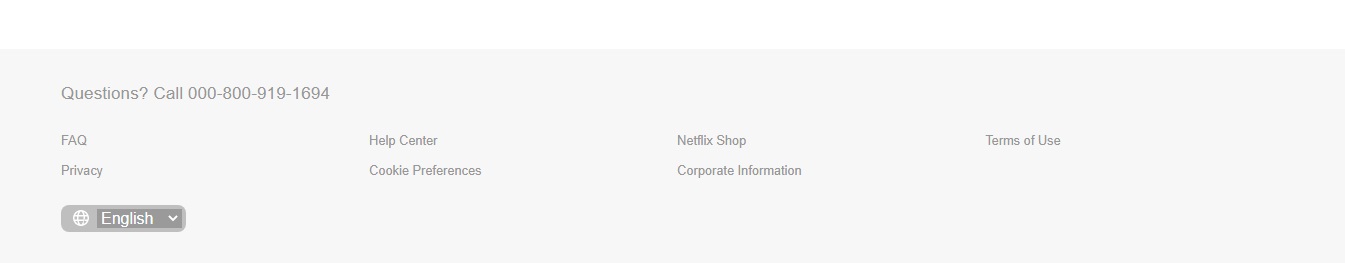 Questions? Call 000-800-919-1694
FAQ Help Center Netflix Shop Terms of Use
Privacy Cookie Preferences Corporate Information
English